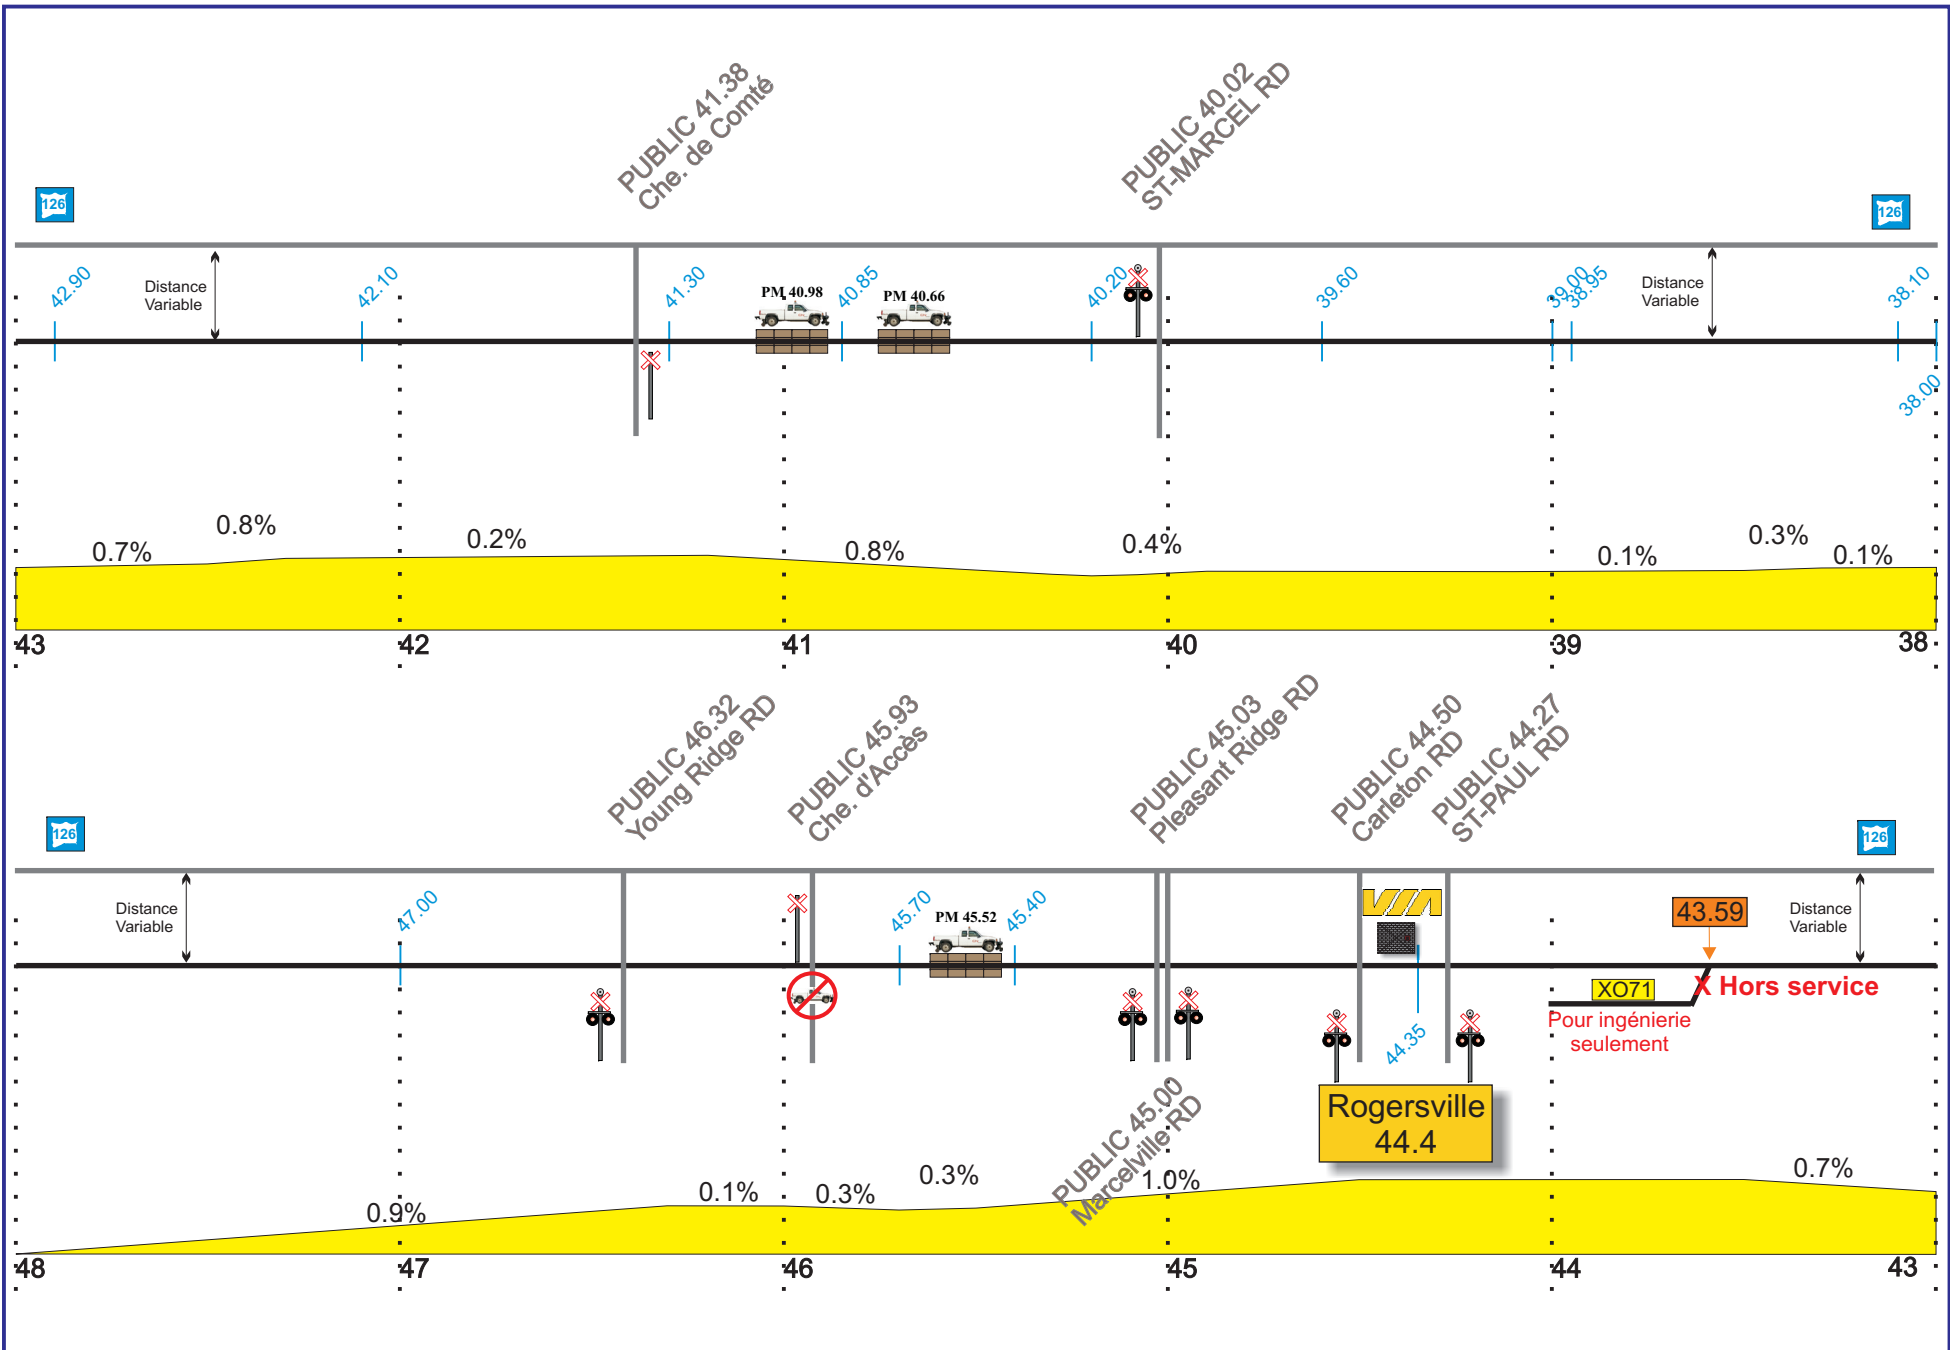 PUBLIC 41.38
Che. de Comté
PUBLIC 40.02
ST-MARCEL RD
126
126
42.90
Distance
Variable
42.10
41.30
PM 40.98
40.85
PM 40.66
40.20
39.60
39.00
38.95
Distance
Variable
38.10
38.00
0.7%
0.8%
0.2%
0.8%
0.4%
0.1%
0.3%
0.1%
43
42
41
40
39
38
PUBLIC 46.32
Young Ridge RD
PUBLIC 45.93
Che. d'Accès
PUBLIC 45.03
Pleasant Ridge RD
PUBLIC 44.50
Carleton RD
PUBLIC 44.27
ST-PAUL RD
126
126
Distance
Variable
47.00
45.70
PM 45.52
45.40
VIA
43.59
Distance
Variable
XO71
X Hors service
Pour ingénierie
seulement
44.35
PUBLIC 45.00
Marcelville RD
Rogersville
44.4
0.9%
0.1%
0.3%
0.3%
1.0%
0.7%
48
47
46
45
44
43